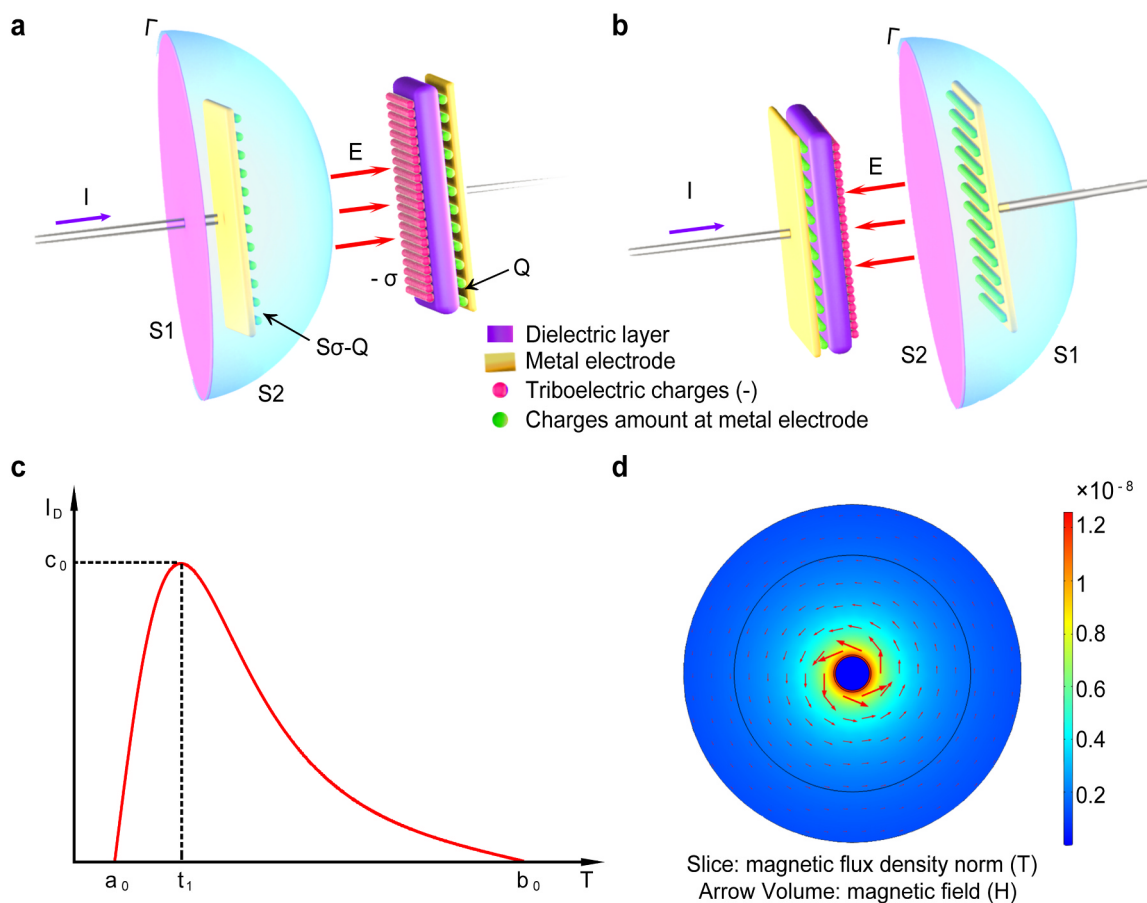 a
Γ
I
E
- σ
Q
S1
Sσ-Q
S2
b
Γ
I
E
S2
S1
Dielectric layer
Metal electrode
Triboelectric charges (-)
Charges amount at metal electrode
c
I_D
c_0
a_0
t_1
b_0
T
d
×10^-8
1.2
1
0.8
0.6
0.4
0.2
Slice: magnetic flux density norm (T)
Arrow Volume: magnetic field (H)